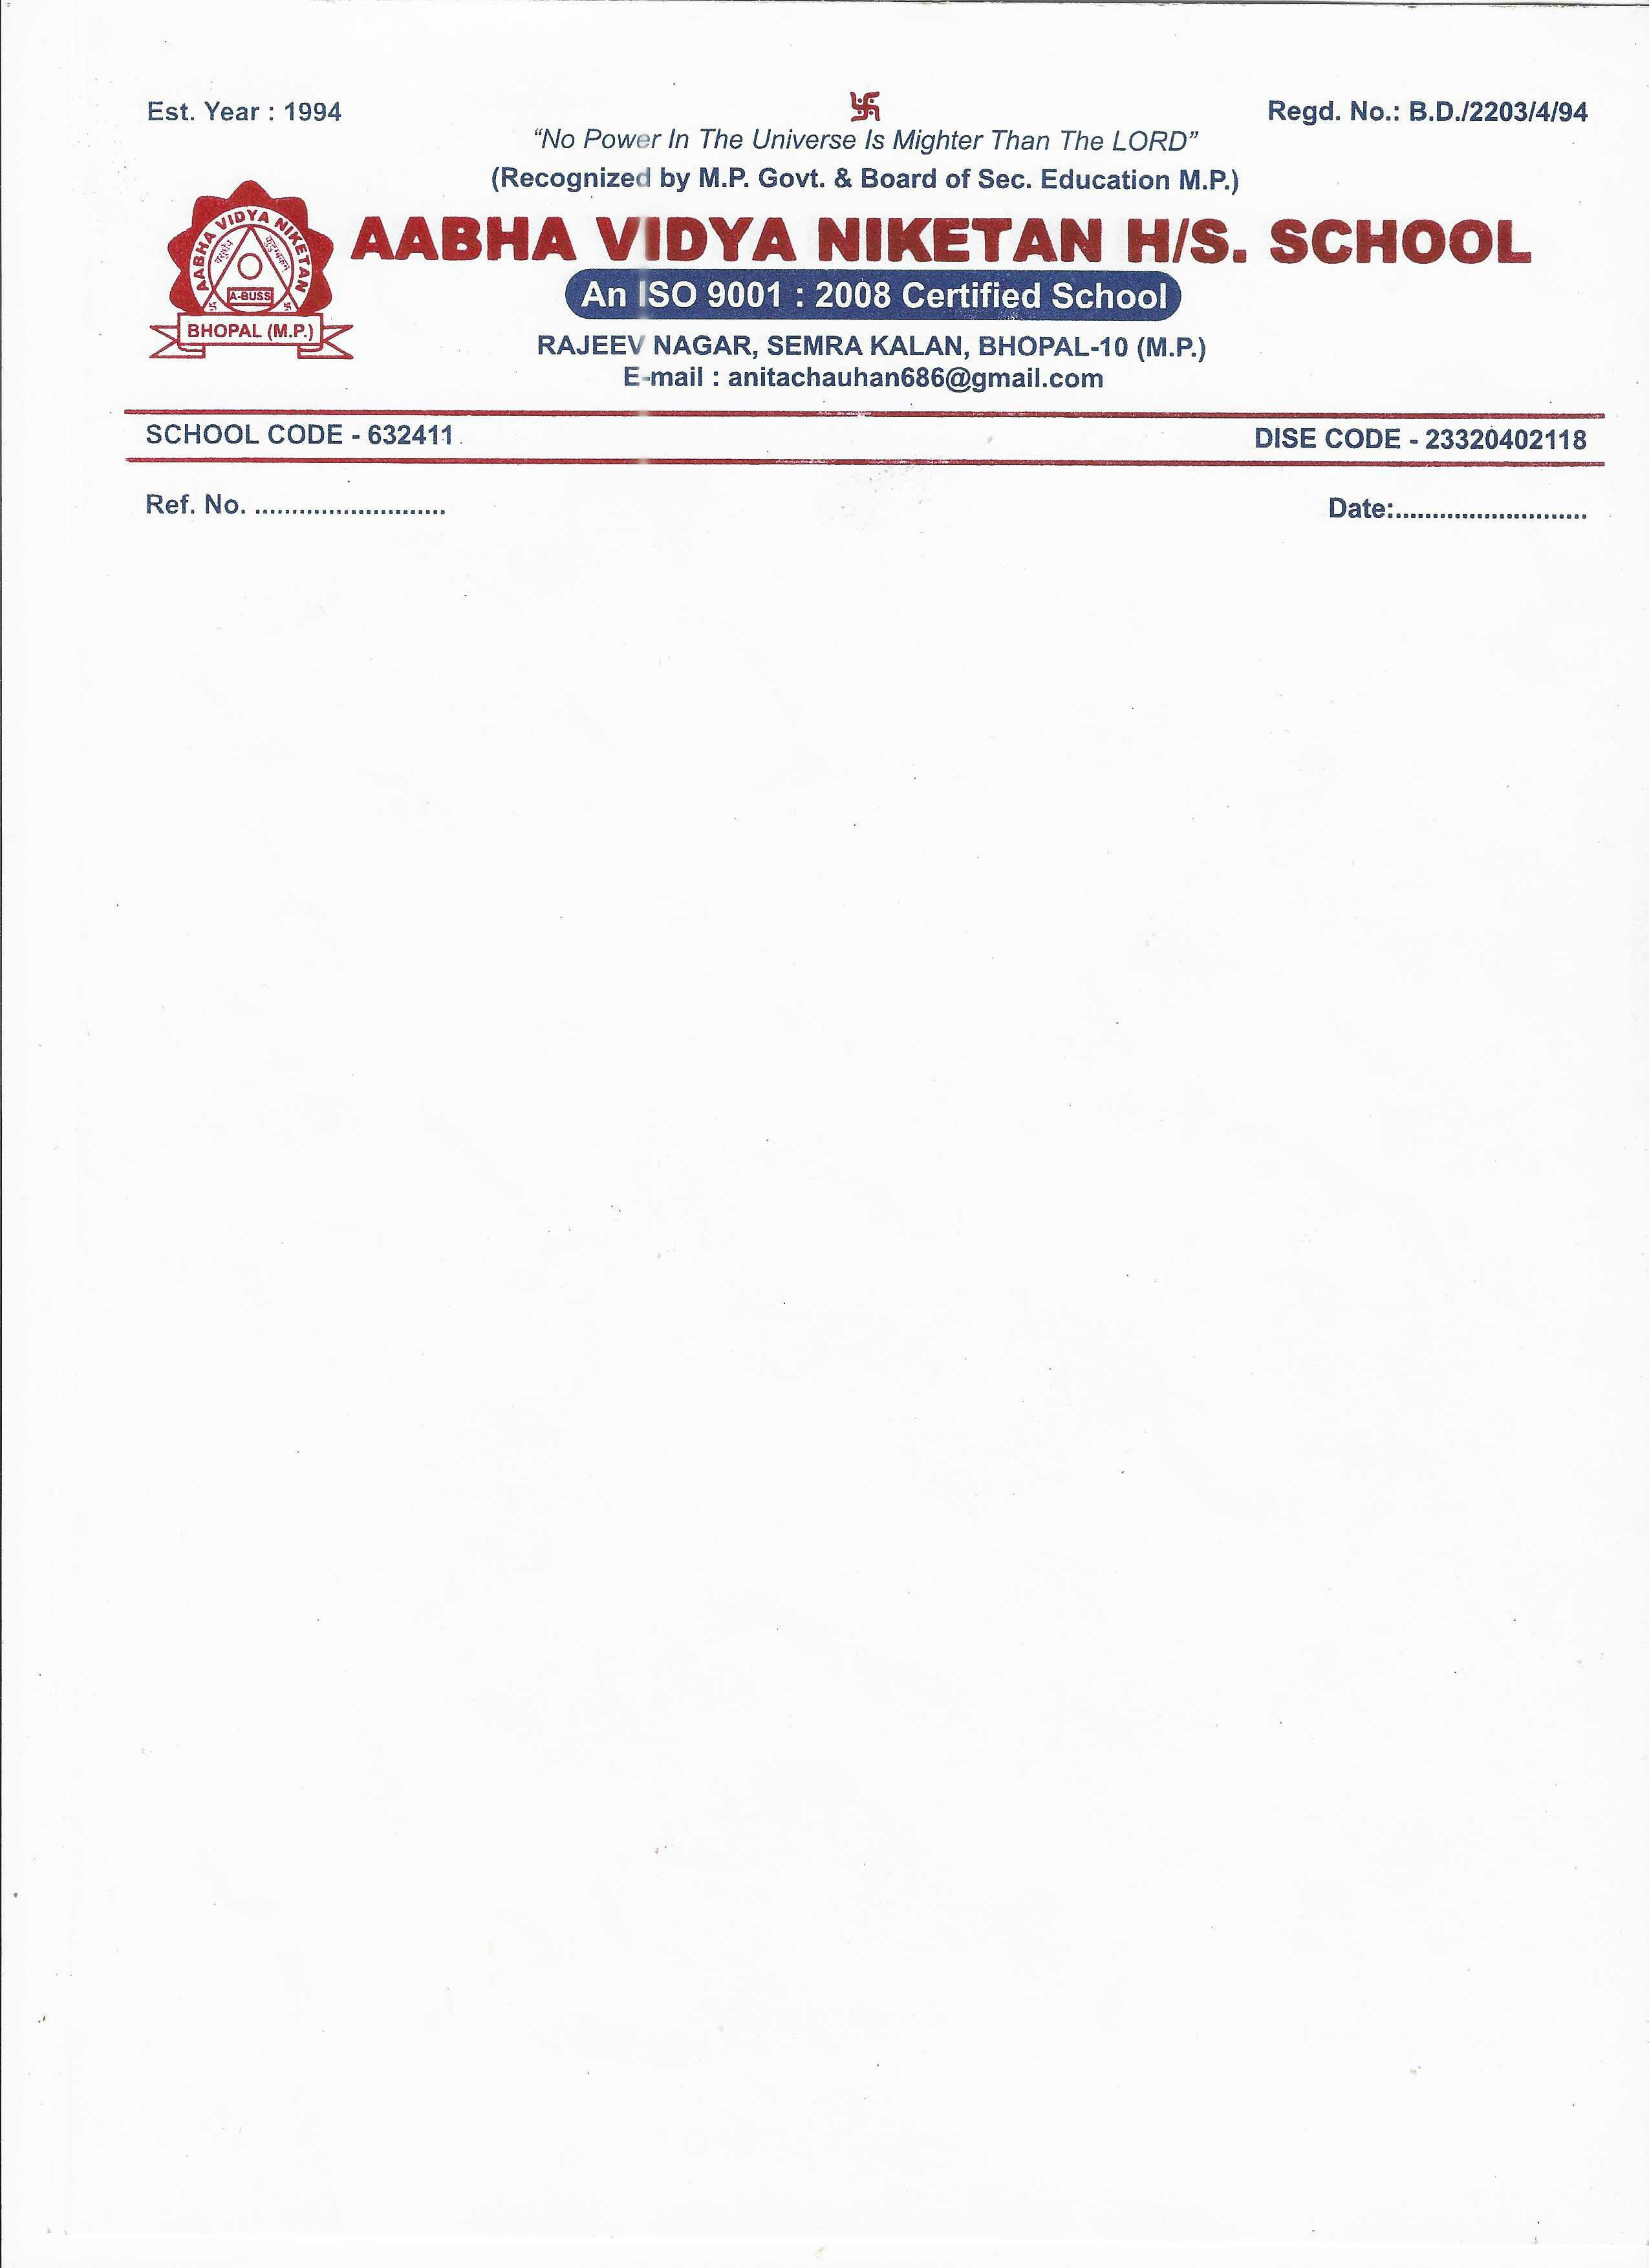 Est. Year : 1994
Regd. No.: B.D./2203/4/94
“No Power In The Universe Is Mighter Than The LORD”
(Recognized by M.P. Govt. & Board of Sec. Education M.P.)
AABHA VIDYA NIKETAN
A-BUSS
BHOPAL (M.P.)
AABHA VIDYA NIKETAN H/S. SCHOOL
An ISO 9001 : 2008 Certified School
RAJEEV NAGAR, SEMRA KALAN, BHOPAL-10 (M.P.)
E-mail : anitachauhan686@gmail.com
SCHOOL CODE - 632411
DISE CODE - 23320402118
Ref. No. ..........................
Date:..........................